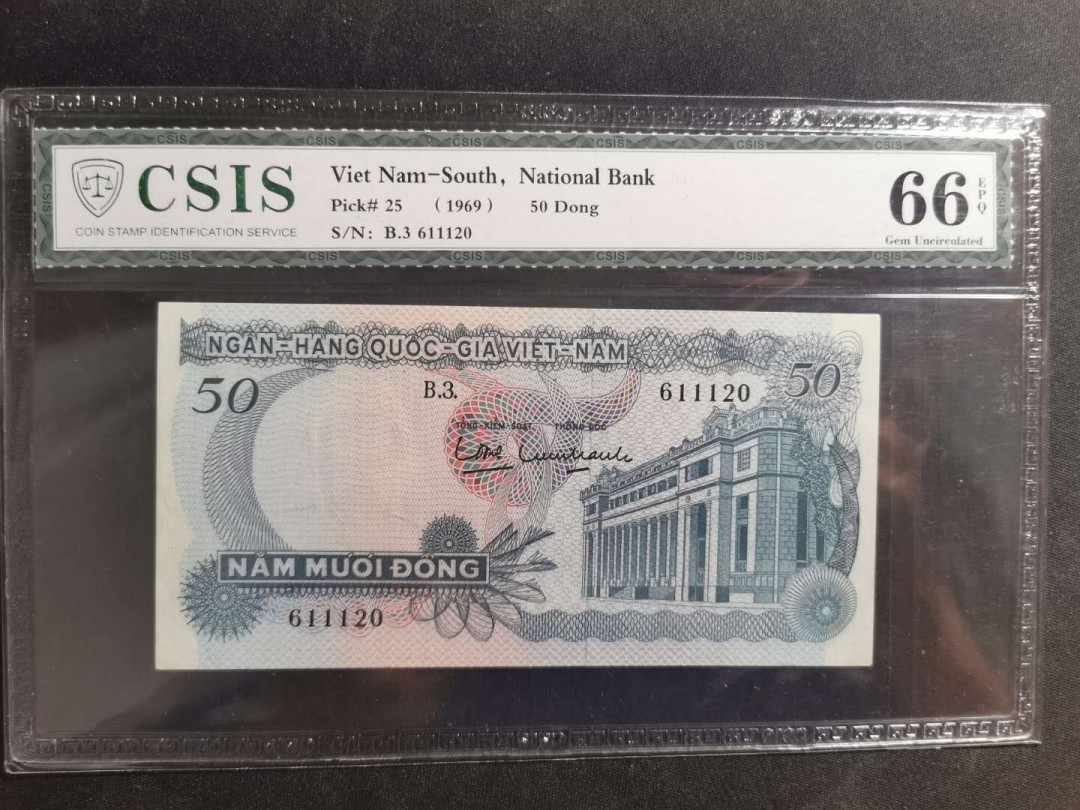 CSIS
COIN STAMP IDENTIFICATION SERVICE
Viet Nam-South, National Bank
Pick# 25 (1969) 50 Dong
S/N: B.3 611120
66 EPQ
Gem Uncirculated
NGÂN-HÀNG QUỐC-GIA VIỆT-NAM
50
B.3.
611120
50
TỔNG-KIỂM-SOÁT THỐNG-ĐỐC
NĂM MƯƠI ĐỒNG
611120